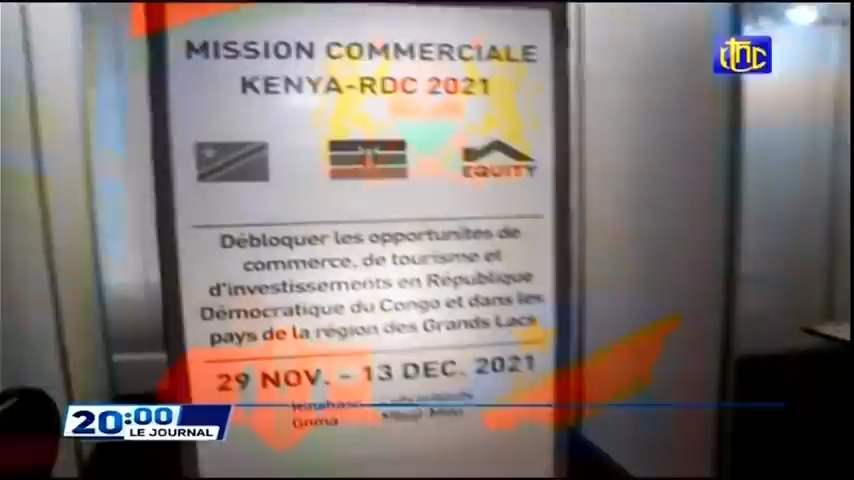 MISSION COMMERCIALE
KENYA-RDC 2021
EQUITY
Débloquer les opportunités de
commerce, de tourisme et
d'investissements en République
Démocratique du Congo et dans les
pays de la région des Grands Lacs
29 NOV. - 13 DEC. 2021
Kinshasa
Goma
20:00
LE JOURNAL